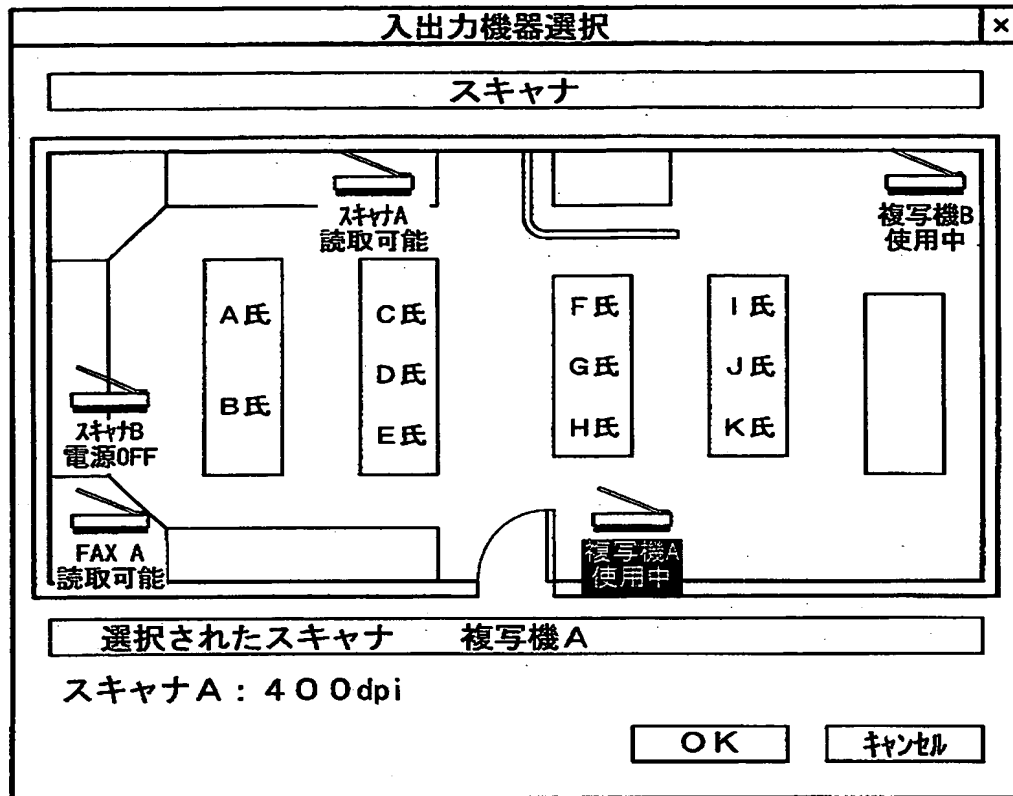 入出力機器選択 ×
スキャナ
スキャナA
読取可能
複写機B
使用中
A氏
B氏
C氏
D氏
E氏
F氏
G氏
H氏
I氏
J氏
K氏
スキャナB
電源OFF
FAX A
読取可能
複写機A
使用中
選択されたスキャナ 複写機A
スキャナA:400dpi
OK
キャンセル